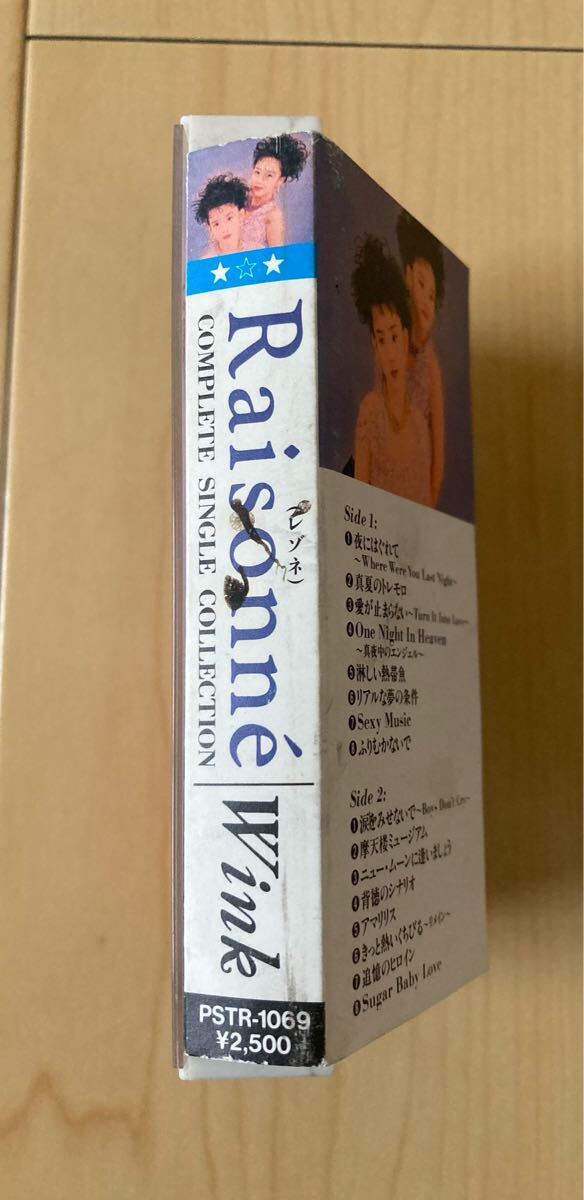 Raisonné
(レゾネ)
COMPLETE SINGLE COLLECTION
Wink
PSTR-1069
¥2,500
Side 1:
❶夜にはぐれて
〜Where Were You Last Night〜
❷真夏のトレモロ
❸愛が止まらない〜Turn It Into Love〜
❹One Night In Heaven
〜真夜中のエンジェル〜
❺淋しい熱帯魚
❻リアルな夢の条件
❼Sexy Music
❽ふりむかないで
Side 2:
❶涙をみせないで〜Boys Don't Cry〜
❷摩天楼ミュージアム
❸ニュー・ムーンに逢いましょう
❹背徳のシナリオ
❺アマリリス
❻きっと熱いくちびる〜リメイン〜
❼追憶のヒロイン
❽Sugar Baby Love